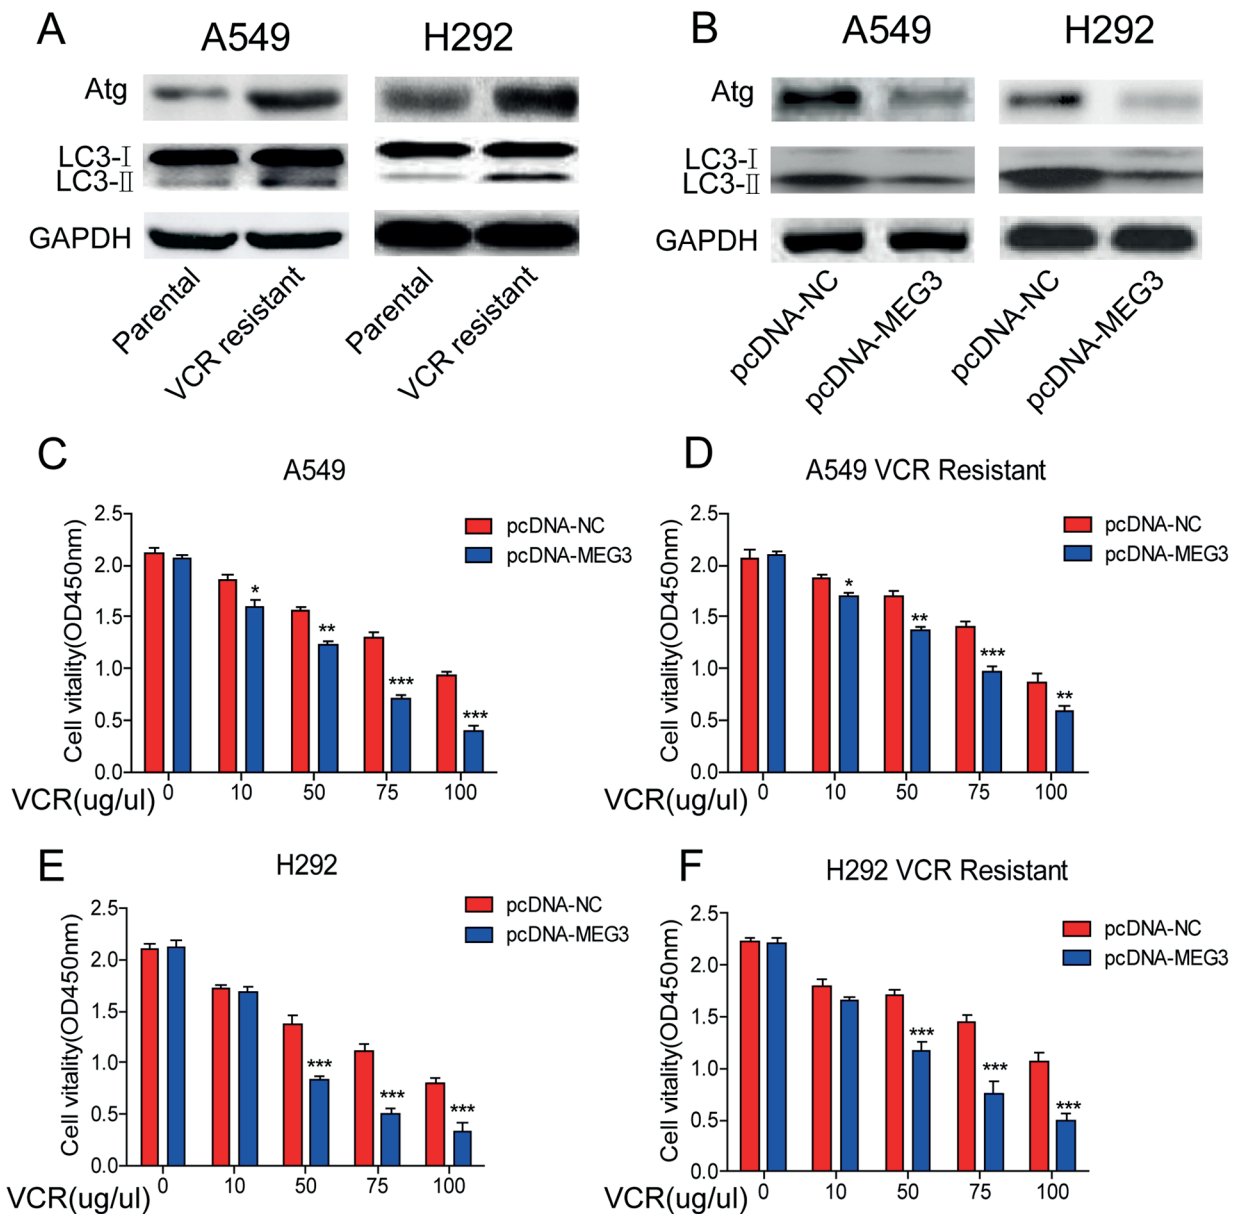 A
A549 H292
Atg
LC3-Ⅰ
LC3-Ⅱ
GAPDH
Parental
VCR resistant
Parental
VCR resistant
B
A549 H292
Atg
LC3-Ⅰ
LC3-Ⅱ
GAPDH
pcDNA-NC
pcDNA-MEG3
pcDNA-NC
pcDNA-MEG3
C
A549
pcDNA-NC
pcDNA-MEG3
Cell vitality(OD450nm)
2.5
2.0
1.5
1.0
0.5
0.0
*
**
***
***
VCR(ug/ul) 0 10 50 75 100
D
A549 VCR Resistant
pcDNA-NC
pcDNA-MEG3
Cell vitality(OD450nm)
2.5
2.0
1.5
1.0
0.5
0.0
*
**
***
**
VCR(ug/ul) 0 10 50 75 100
E
H292
pcDNA-NC
pcDNA-MEG3
Cell vitality(OD450nm)
2.5
2.0
1.5
1.0
0.5
0.0
***
***
***
VCR(ug/ul) 0 10 50 75 100
F
H292 VCR Resistant
pcDNA-NC
pcDNA-MEG3
Cell vitality(OD450nm)
2.5
2.0
1.5
1.0
0.5
0.0
***
***
***
VCR(ug/ul) 0 10 50 75 100